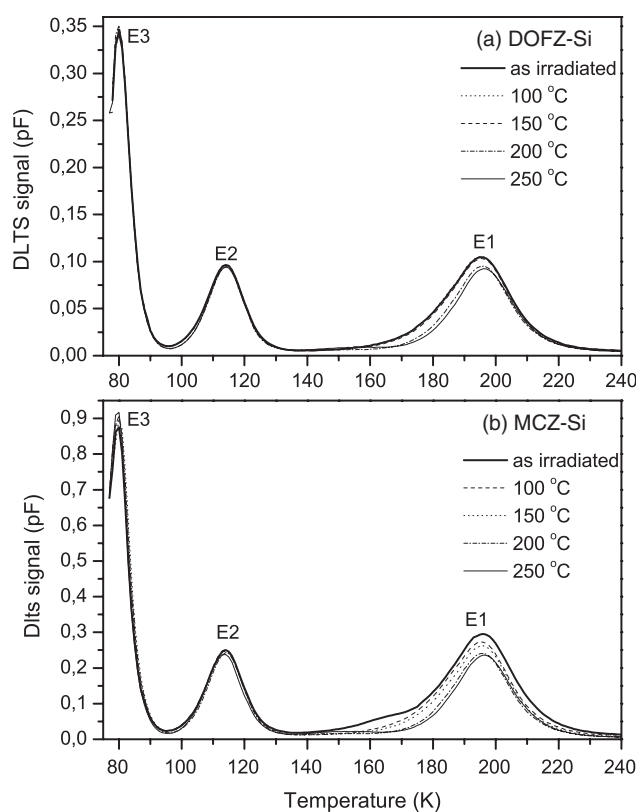 (a) DOFZ-Si
as irradiated
100 °C
150 °C
200 °C
250 °C
E3
E2
E1
DLTS signal (pF)
0,35
0,30
0,25
0,20
0,15
0,10
0,05
0,00
80 100 120 140 160 180 200 220 240
(b) MCZ-Si
as irradiated
100 °C
150 °C
200 °C
250 °C
E3
E2
E1
Dlts signal (pF)
0,9
0,8
0,7
0,6
0,5
0,4
0,3
0,2
0,1
0,0
80 100 120 140 160 180 200 220 240
Temperature (K)